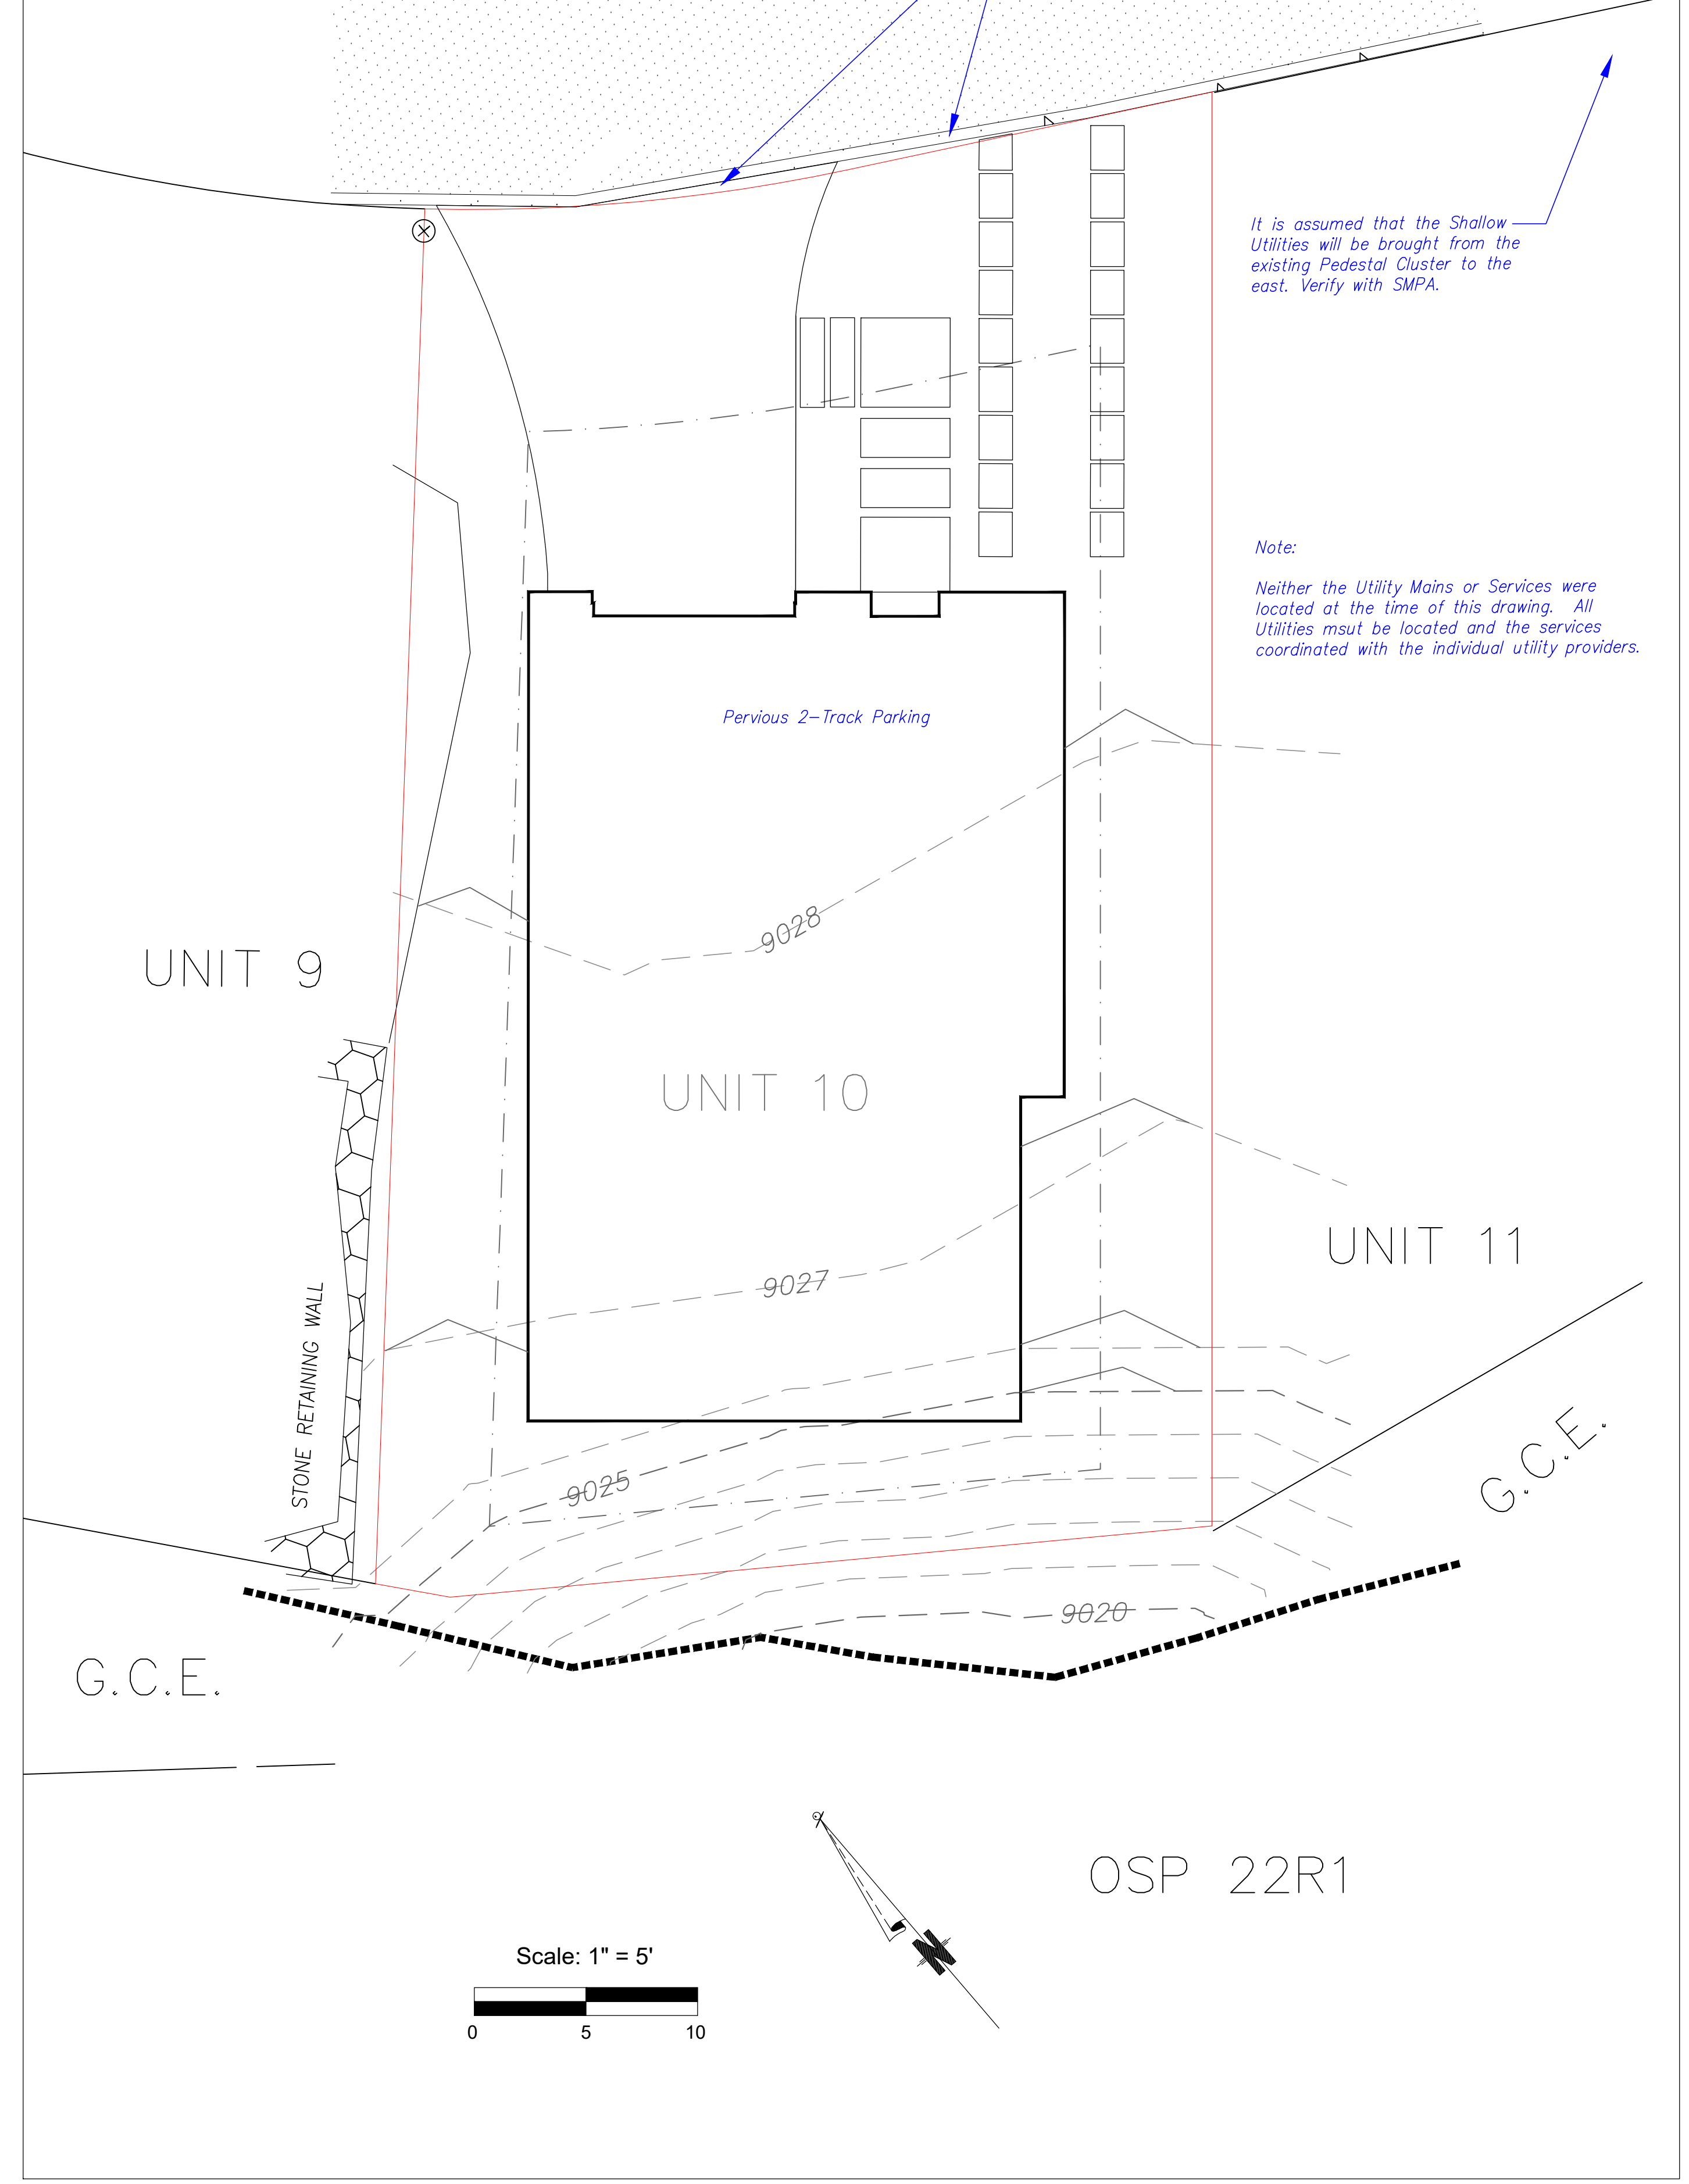 It is assumed that the Shallow
Utilities will be brought from the
existing Pedestal Cluster to the
east. Verify with SMPA.
Note:
Neither the Utility Mains or Services were
located at the time of this drawing. All
Utilities msut be located and the services
coordinated with the individual utility providers.
Pervious 2-Track Parking
9028
UNIT 9
UNIT 10
UNIT 11
9027
STONE RETAINING WALL
G.C.E.
9025
9020
G.C.E.
OSP 22R1
N
Scale: 1" = 5'
0 5 10